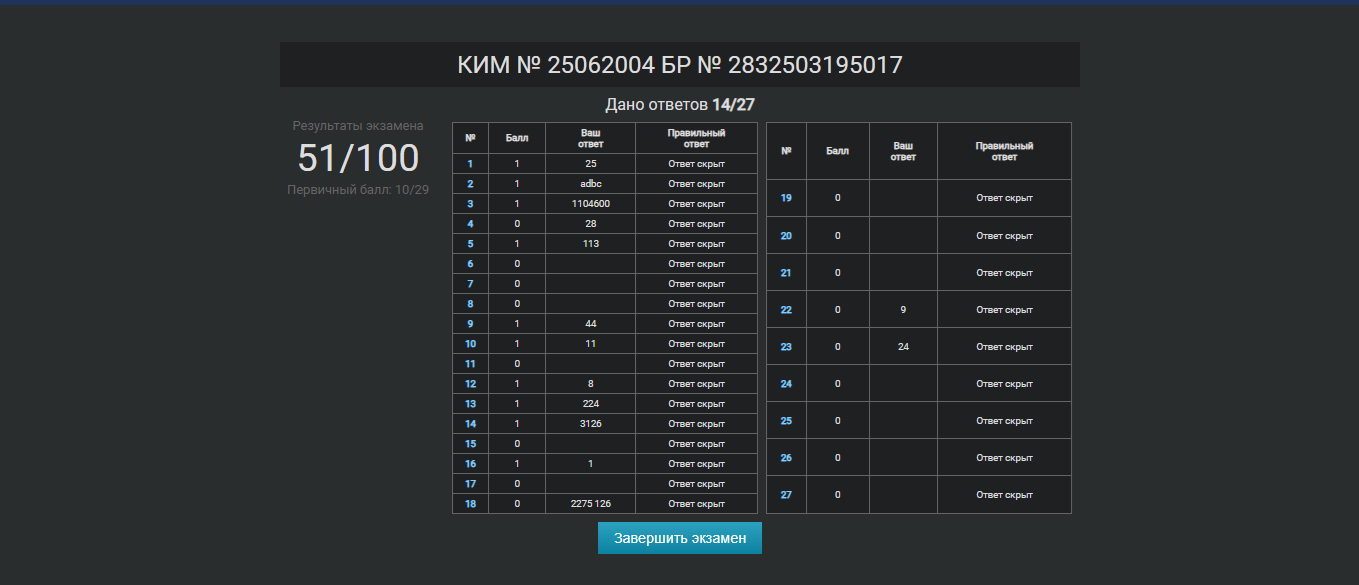 КИМ № 25062004 БР № 2832503195017
Дано ответов 14/27
Результаты экзамена
51/100
Первичный балл: 10/29
№ Балл Ваш ответ Правильный ответ
1 1 25 Ответ скрыт
2 1 adbc Ответ скрыт
3 1 1104600 Ответ скрыт
4 0 28 Ответ скрыт
5 1 113 Ответ скрыт
6 0 Ответ скрыт
7 0 Ответ скрыт
8 0 Ответ скрыт
9 1 44 Ответ скрыт
10 1 11 Ответ скрыт
11 0 Ответ скрыт
12 1 8 Ответ скрыт
13 1 224 Ответ скрыт
14 1 3126 Ответ скрыт
15 0 Ответ скрыт
16 1 1 Ответ скрыт
17 0 Ответ скрыт
18 0 2275 126 Ответ скрыт
№ Балл Ваш ответ Правильный ответ
19 0 Ответ скрыт
20 0 Ответ скрыт
21 0 Ответ скрыт
22 0 9 Ответ скрыт
23 0 24 Ответ скрыт
24 0 Ответ скрыт
25 0 Ответ скрыт
26 0 Ответ скрыт
27 0 Ответ скрыт
Завершить экзамен